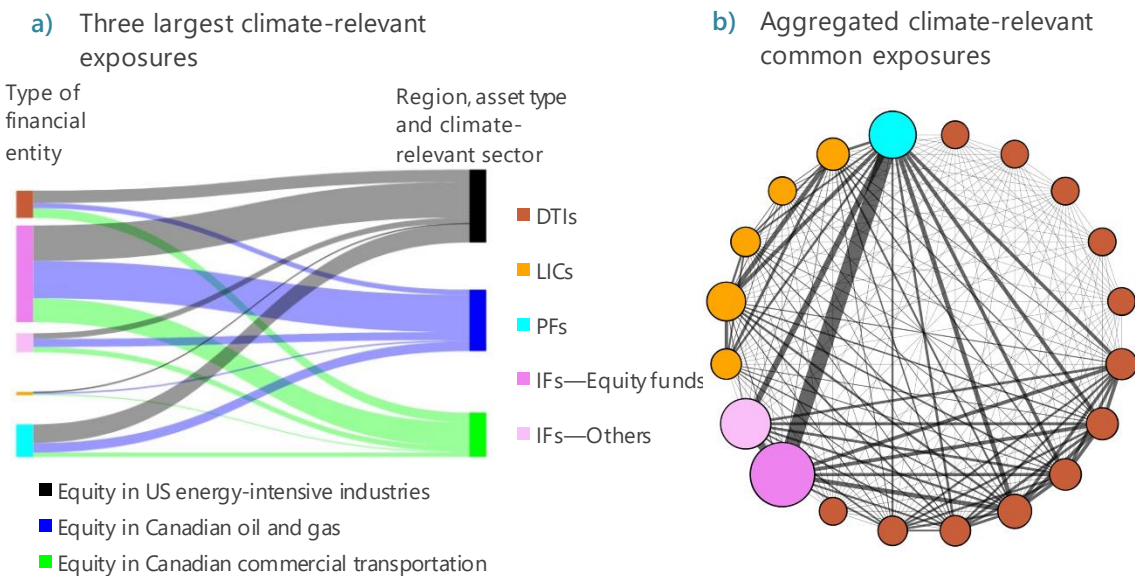 a) Three largest climate-relevant
exposures
Type of
financial
entity
Region, asset type
and climate-
relevant sector
DTIs
LICs
PFs
IFs—Equity funds
IFs—Others
Equity in US energy-intensive industries
Equity in Canadian oil and gas
Equity in Canadian commercial transportation
b) Aggregated climate-relevant
common exposures